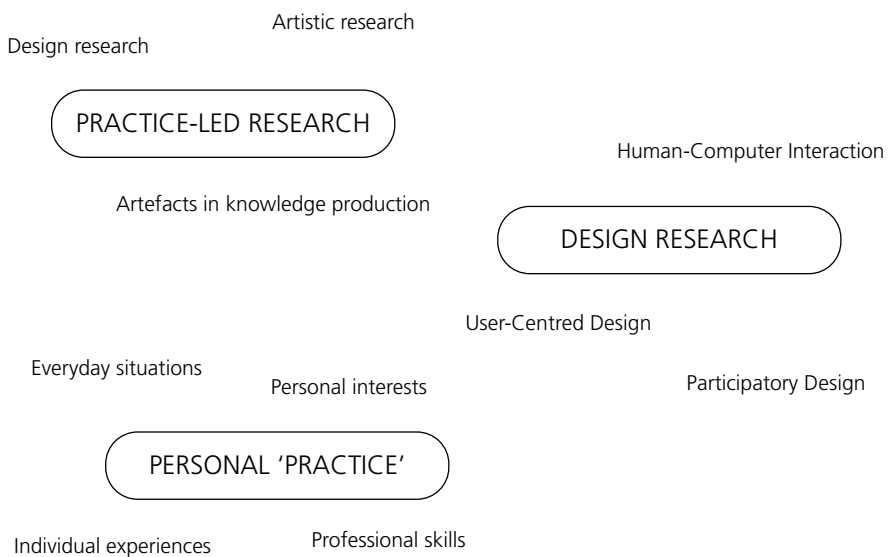 Artistic research
Design research
PRACTICE-LED RESEARCH
Human-Computer Interaction
Artefacts in knowledge production
DESIGN RESEARCH
User-Centred Design
Everyday situations
Personal interests
Participatory Design
PERSONAL ‘PRACTICE’
Individual experiences
Professional skills